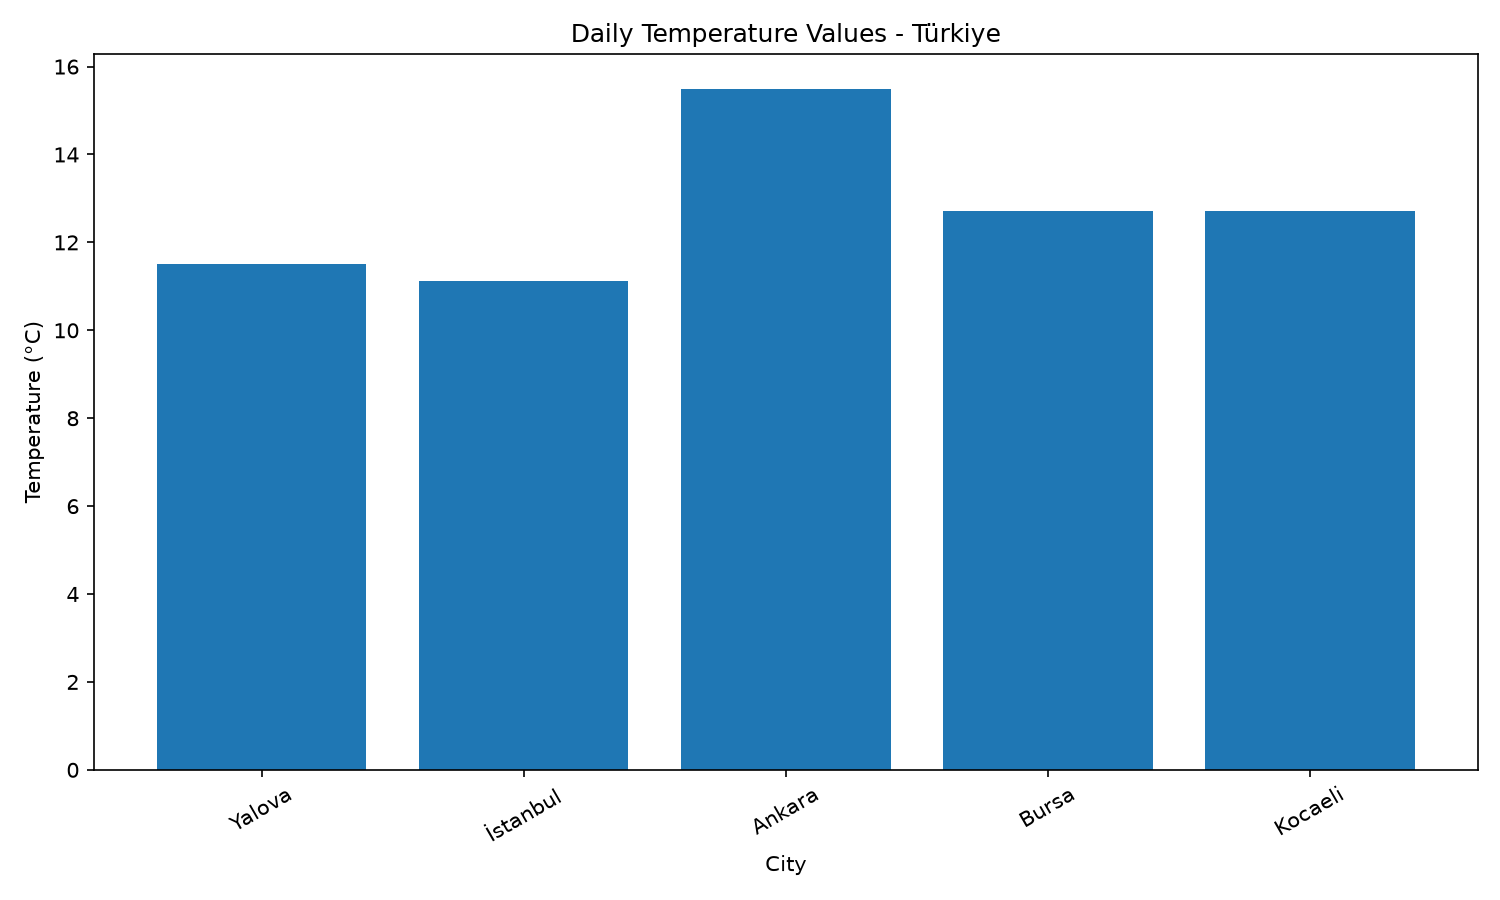 Daily Temperature Values - Türkiye
16
14
12
10
8
6
4
2
0
Temperature (°C)
Yalova
İstanbul
Ankara
Bursa
Kocaeli
City